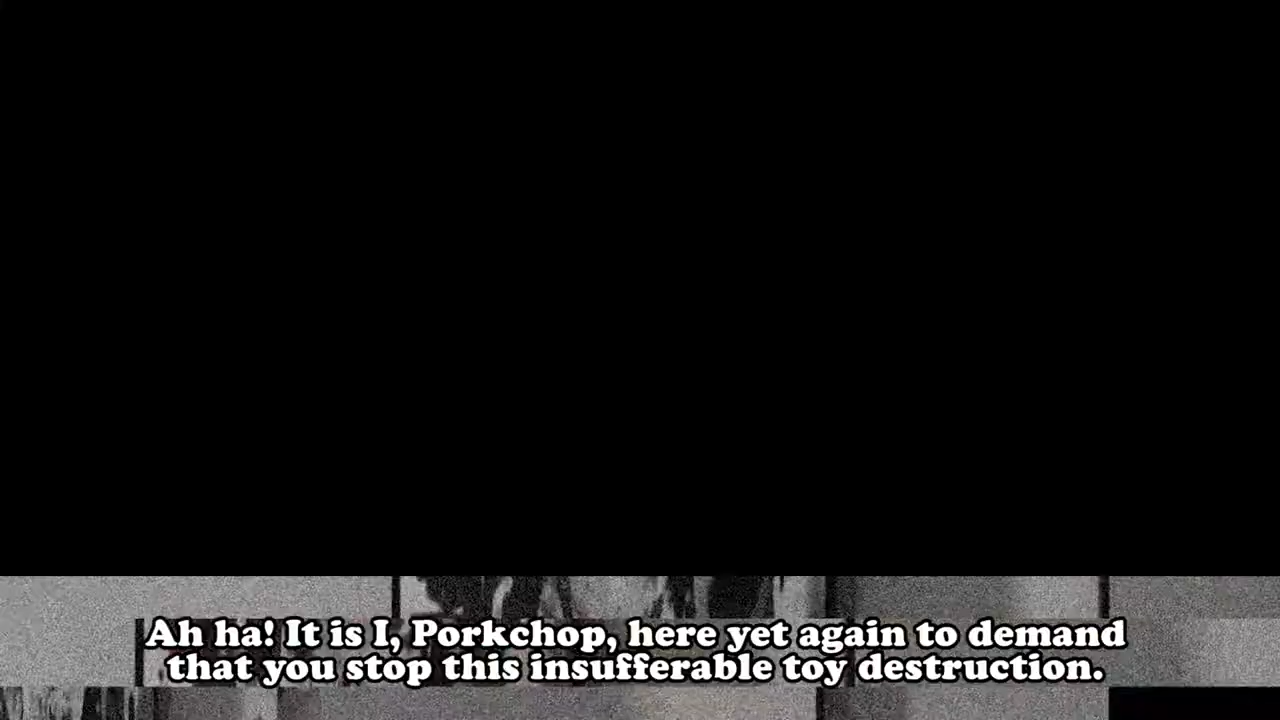 Ah ha! It is I, Porkchop, here yet again to demand
that you stop this insufferable toy destruction.